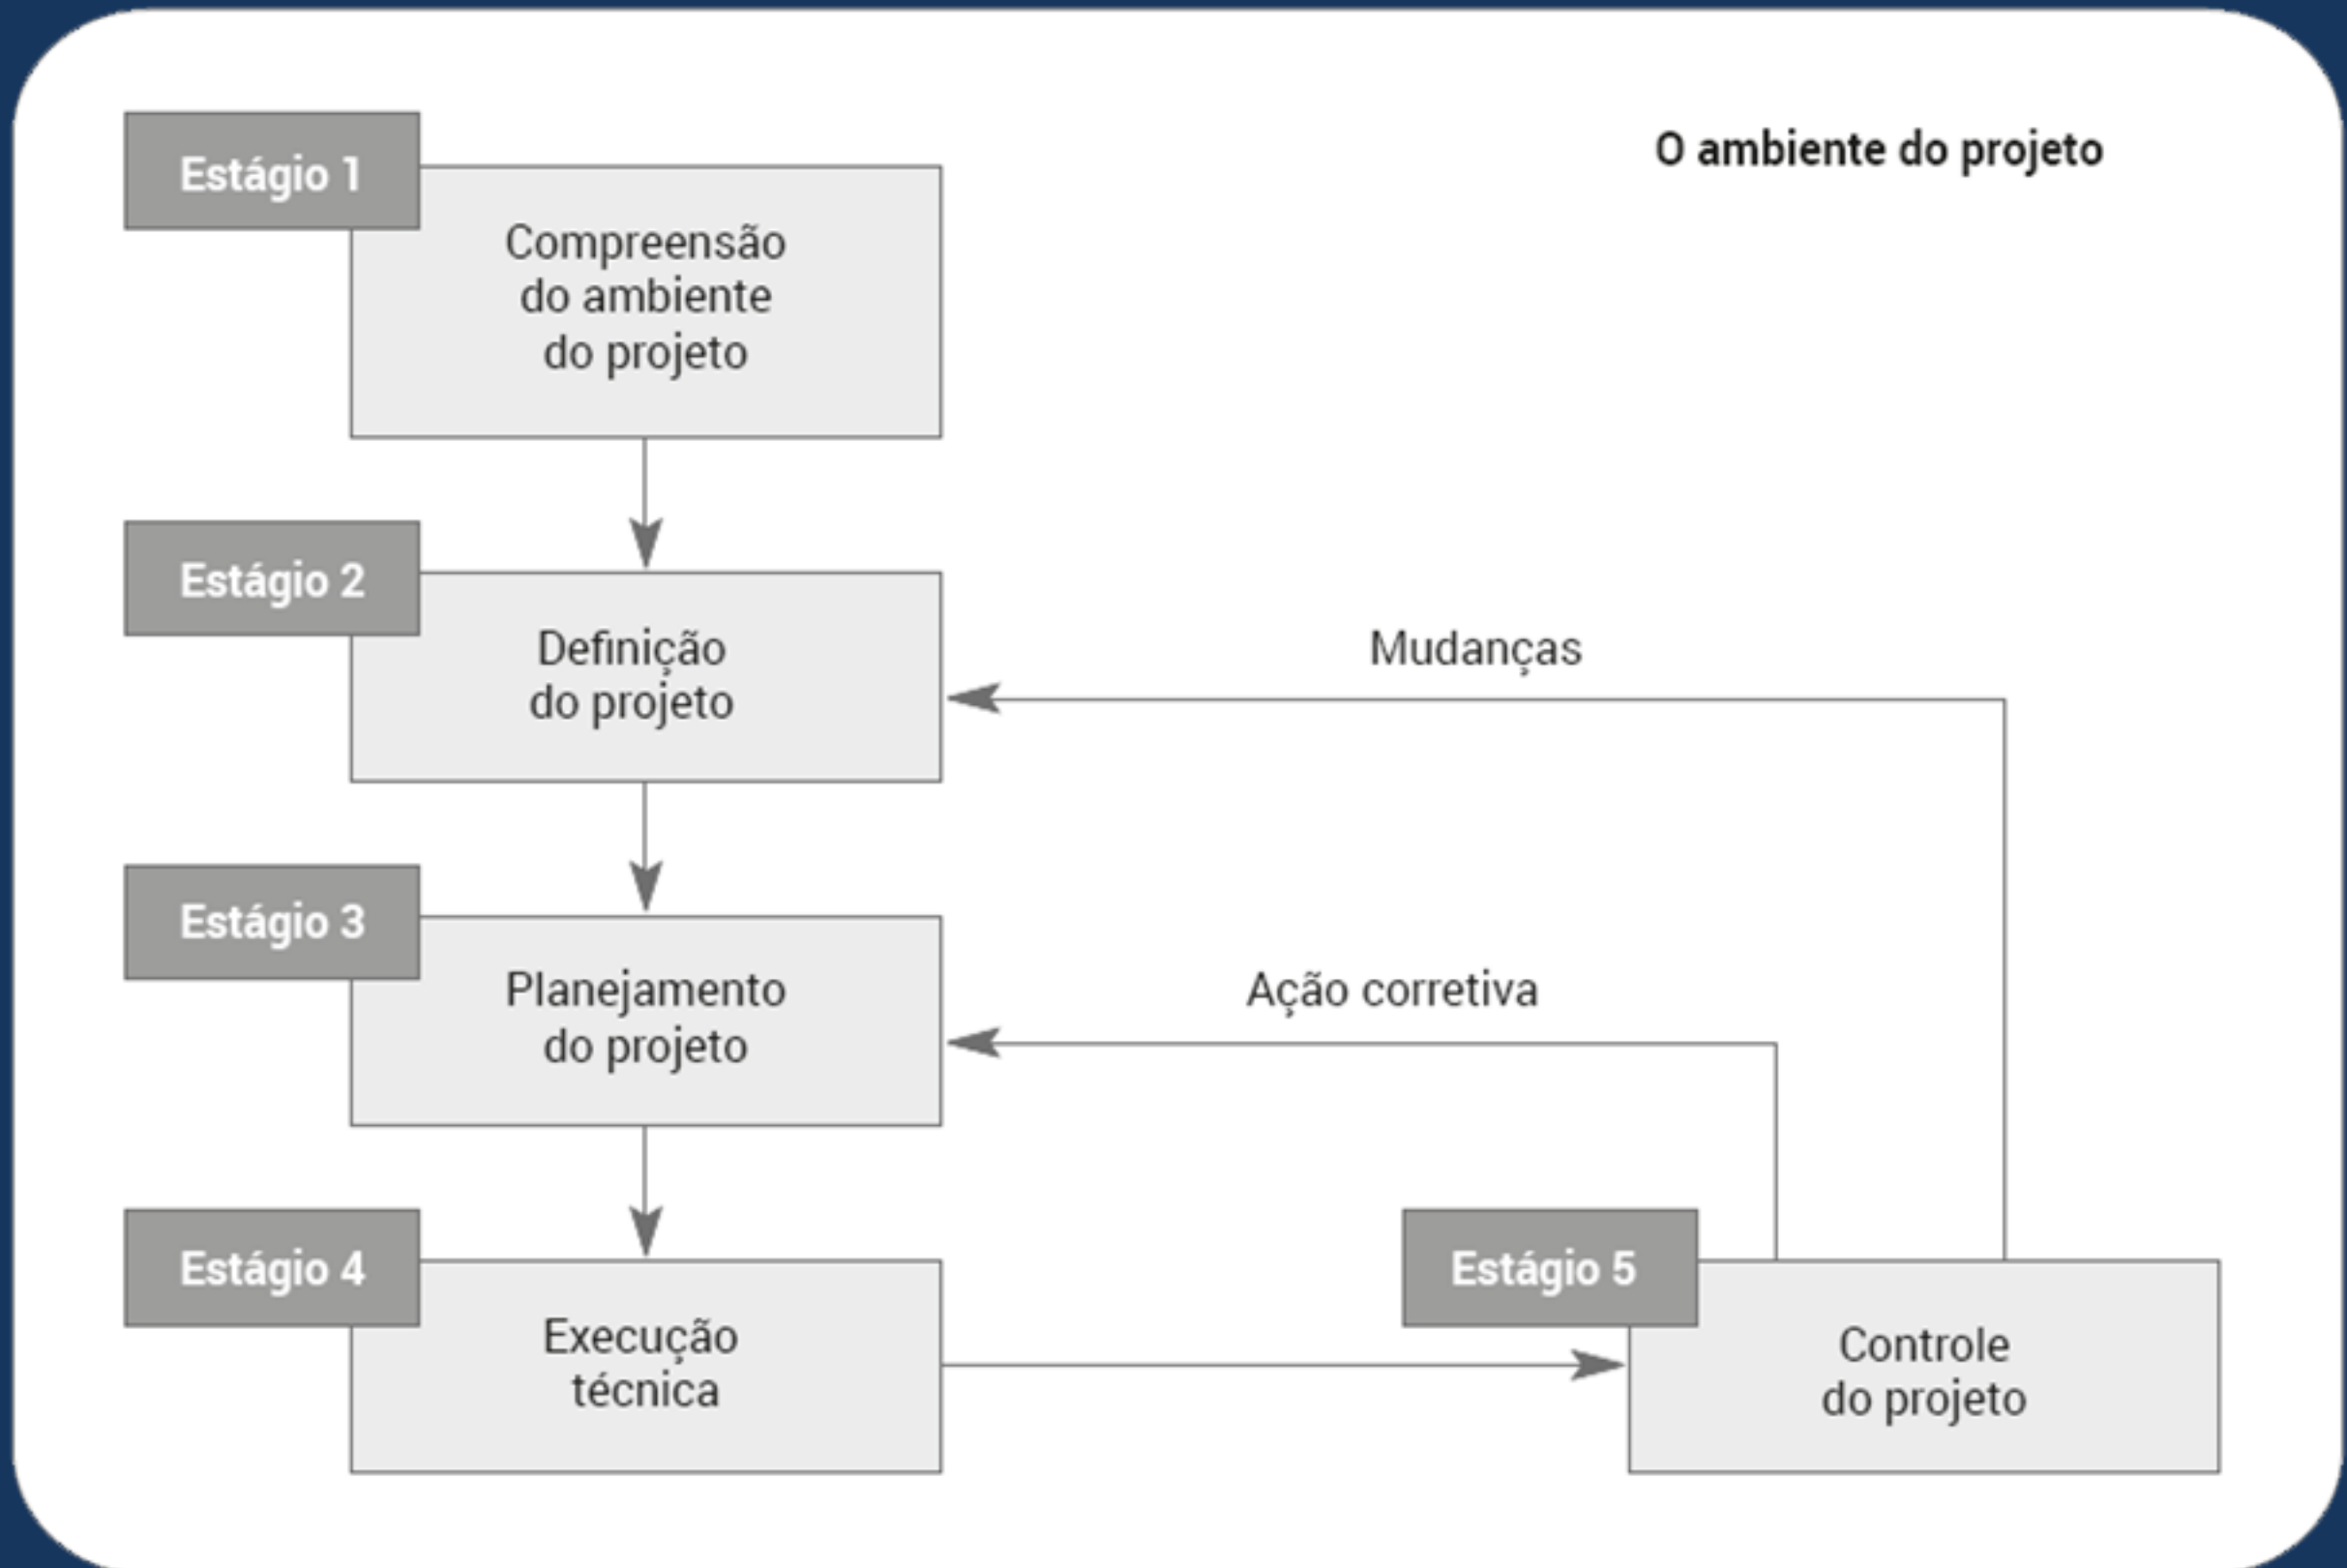 O ambiente do projeto
Estágio 1
Compreensão
do ambiente
do projeto
Estágio 2
Definição
do projeto
Mudanças
Estágio 3
Planejamento
do projeto
Ação corretiva
Estágio 4
Execução
técnica
Estágio 5
Controle
do projeto